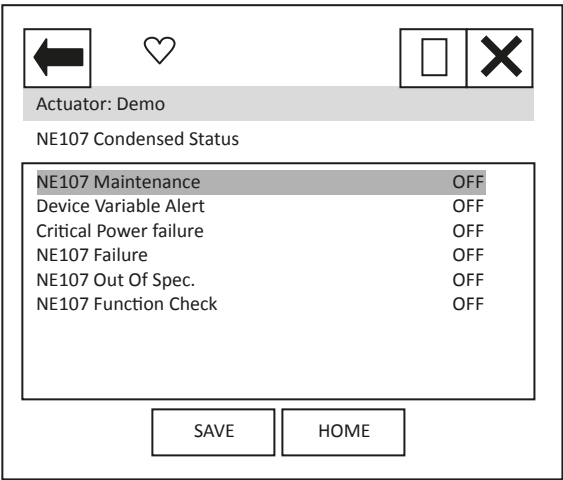 Actuator: Demo
NE107 Condensed Status
NE107 Maintenance OFF
Device Variable Alert OFF
Critical Power failure OFF
NE107 Failure OFF
NE107 Out Of Spec. OFF
NE107 Function Check OFF
SAVE HOME